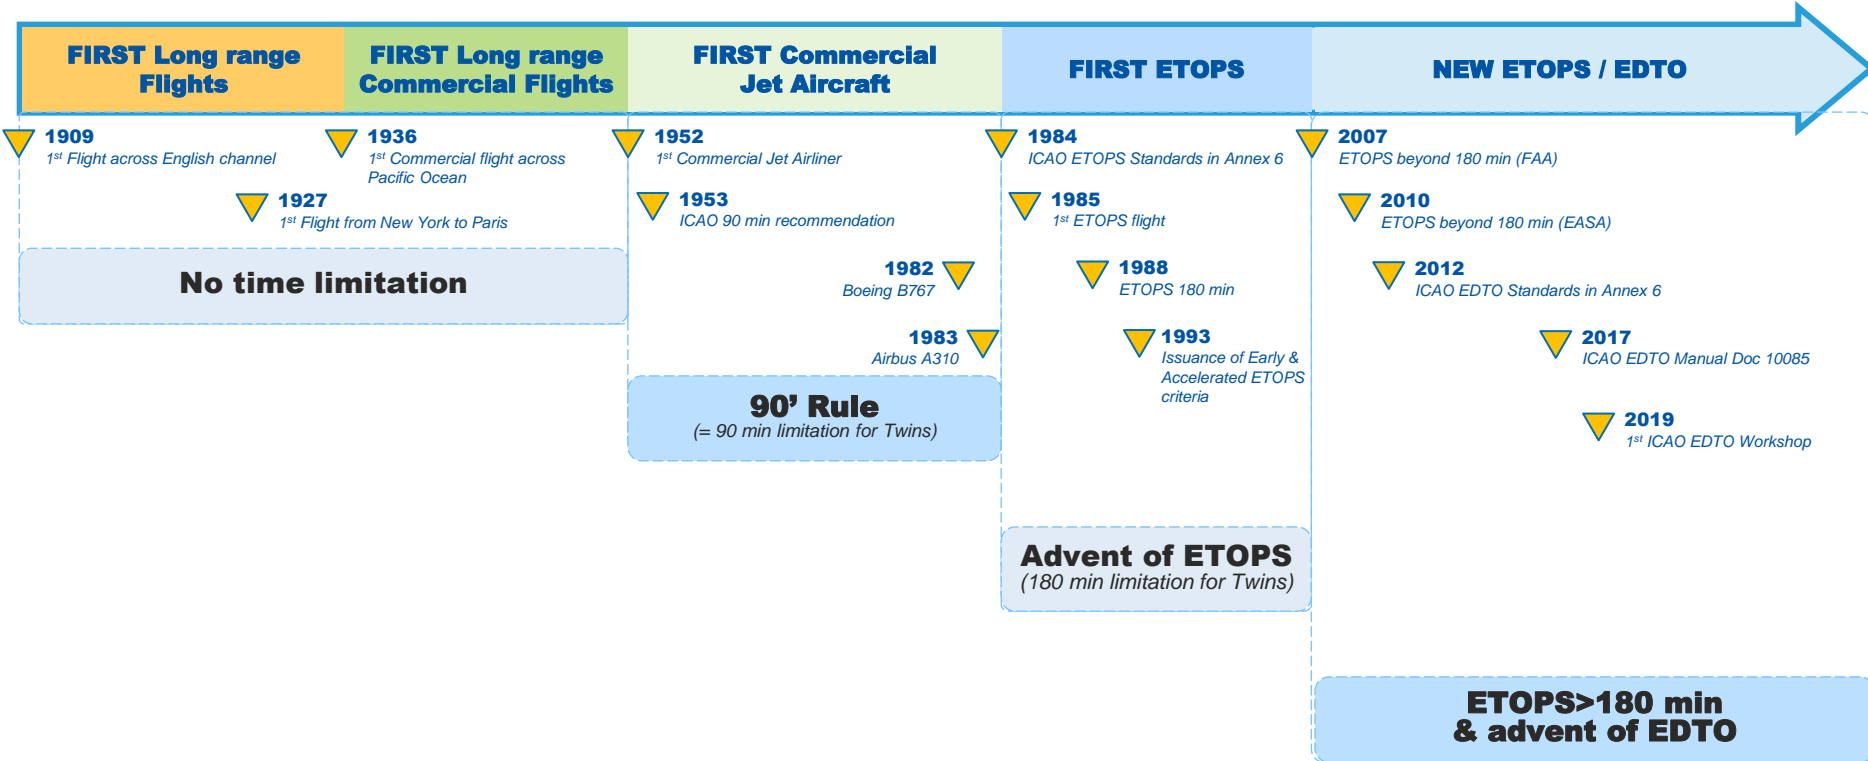 FIRST Long range
Flights
FIRST Long range
Commercial Flights
FIRST Commercial
Jet Aircraft
FIRST ETOPS
NEW ETOPS / EDTO
1909
1st Flight across English channel
1927
1st Flight from New York to Paris
1936
1st Commercial flight across
Pacific Ocean
No time limitation
1952
1st Commercial Jet Airliner
1953
ICAO 90 min recommendation
1982
Boeing B767
1983
Airbus A310
90’ Rule
(= 90 min limitation for Twins)
1984
ICAO ETOPS Standards in Annex 6
1985
1st ETOPS flight
1988
ETOPS 180 min
1993
Issuance of Early &
Accelerated ETOPS
criteria
Advent of ETOPS
(180 min limitation for Twins)
2007
ETOPS beyond 180 min (FAA)
2010
ETOPS beyond 180 min (EASA)
2012
ICAO EDTO Standards in Annex 6
2017
ICAO EDTO Manual Doc 10085
2019
1st ICAO EDTO Workshop
ETOPS>180 min
& advent of EDTO